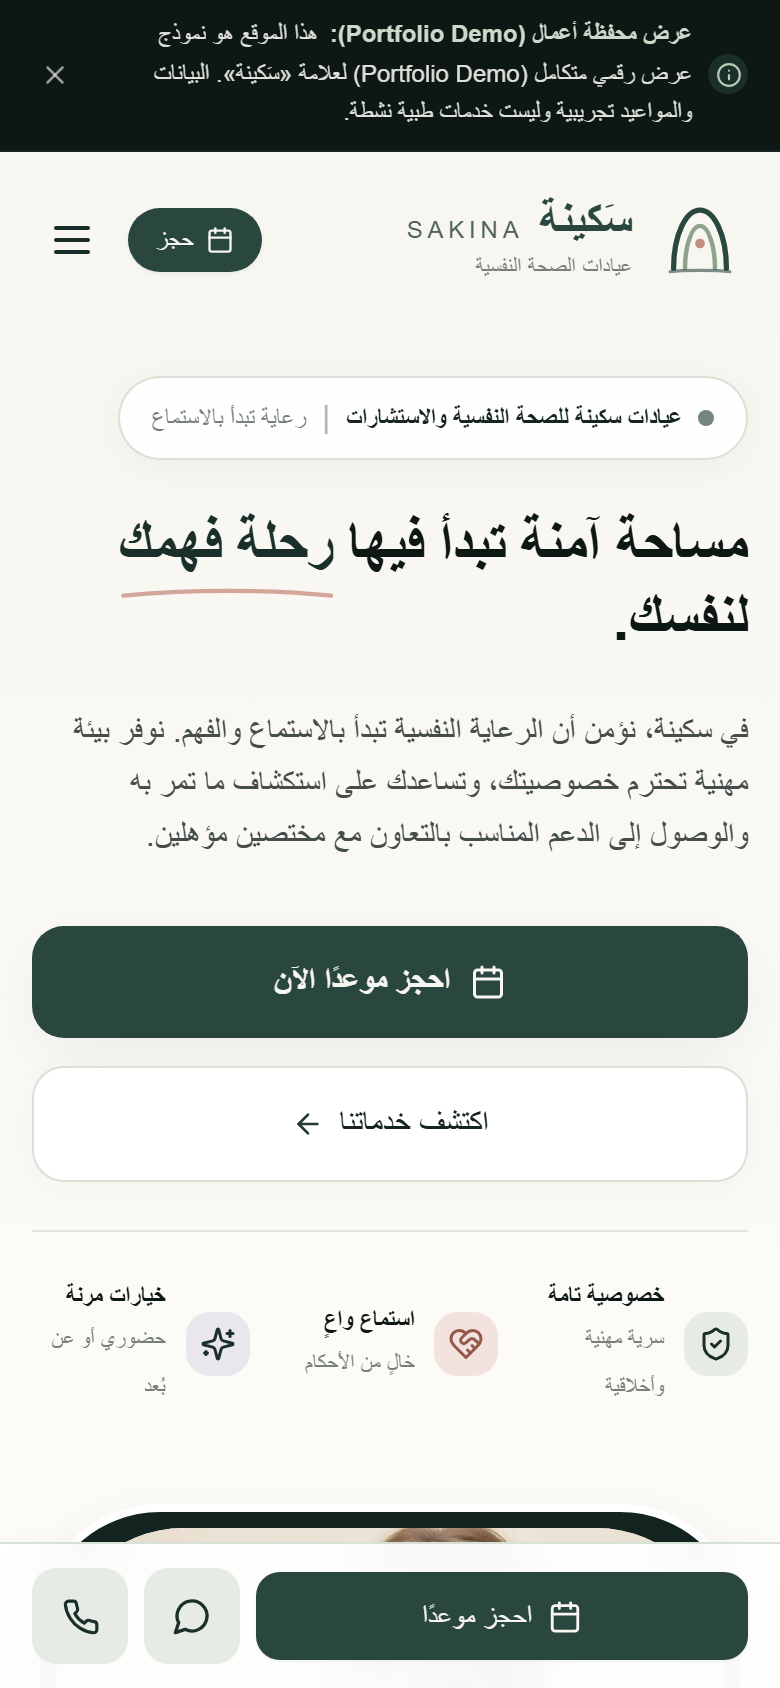 عرض محفظة أعمال (Portfolio Demo): هذا الموقع هو نموذج
عرض رقمي متكامل (Portfolio Demo) لعلامة «سَكينة». البيانات
والمواعيد تجريبية وليست خدمات طبية نشطة.
سَكينة SAKINA
عيادات الصحة النفسية
حجز
عيادات سكينة للصحة النفسية والاستشارات | رعاية تبدأ بالاستماع
مساحة آمنة تبدأ فيها رحلة فهمك
لنفسك.
في سكينة، نؤمن أن الرعاية النفسية تبدأ بالاستماع والفهم. نوفر بيئة
مهنية تحترم خصوصيتك، وتساعدك على استكشاف ما تمر به
والوصول إلى الدعم المناسب بالتعاون مع مختصين مؤهلين.
احجز موعدًا الآن
اكتشف خدماتنا
خصوصية تامة
سرية مهنية
وأخلاقية
استماع واعٍ
خالٍ من الأحكام
خيارات مرنة
حضوري أو عن
بُعد
احجز موعدًا